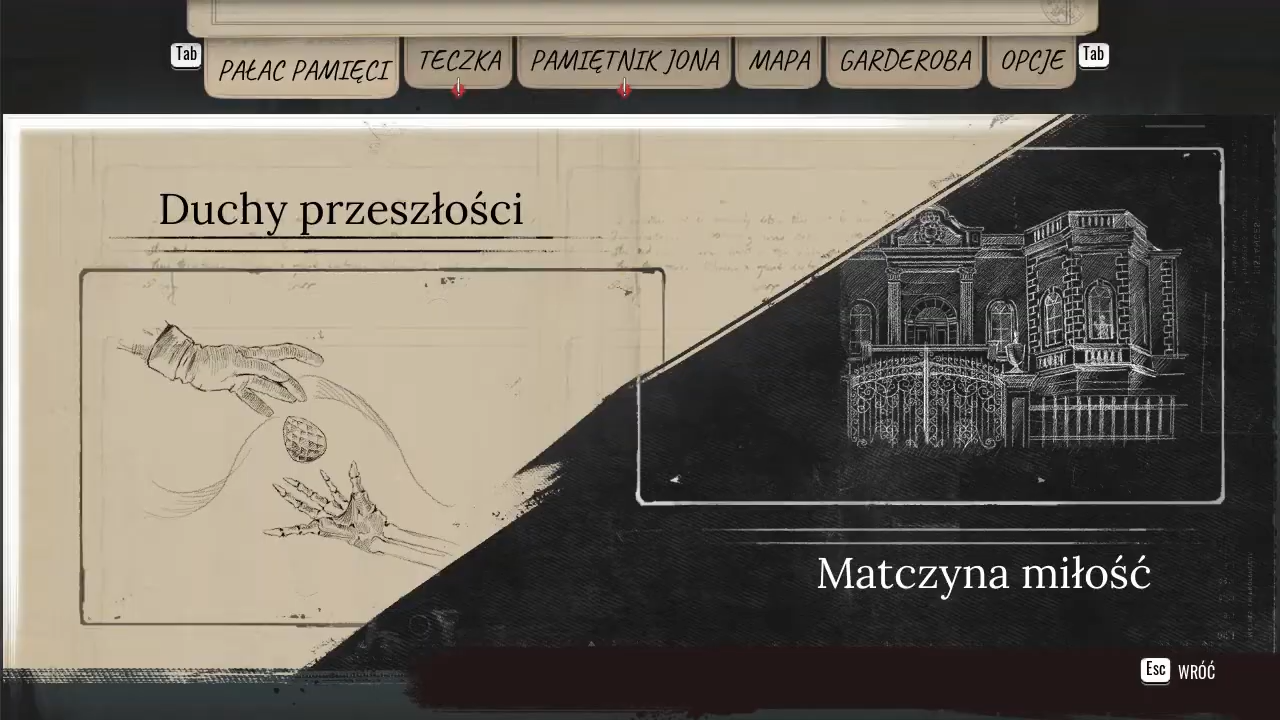 Tab
PAŁAC PAMIĘCI
TECZKA
PAMIĘTNIK JONA
MAPA
GARDEROBA
OPCJE
Tab
Duchy przeszłości
Matczyna miłość
Esc WRÓĆ